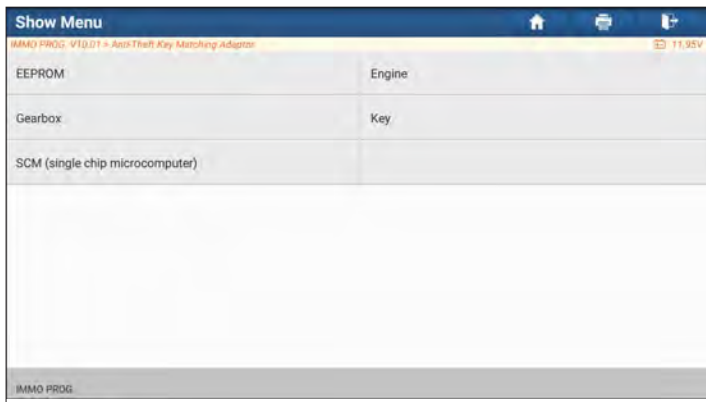 Show Menu
IMMO PROG. V10.01 > Anti-Theft Key Matching Adaptor
11.95V
EEPROM
Engine
Gearbox
Key
SCM (single chip microcomputer)
IMMO PROG